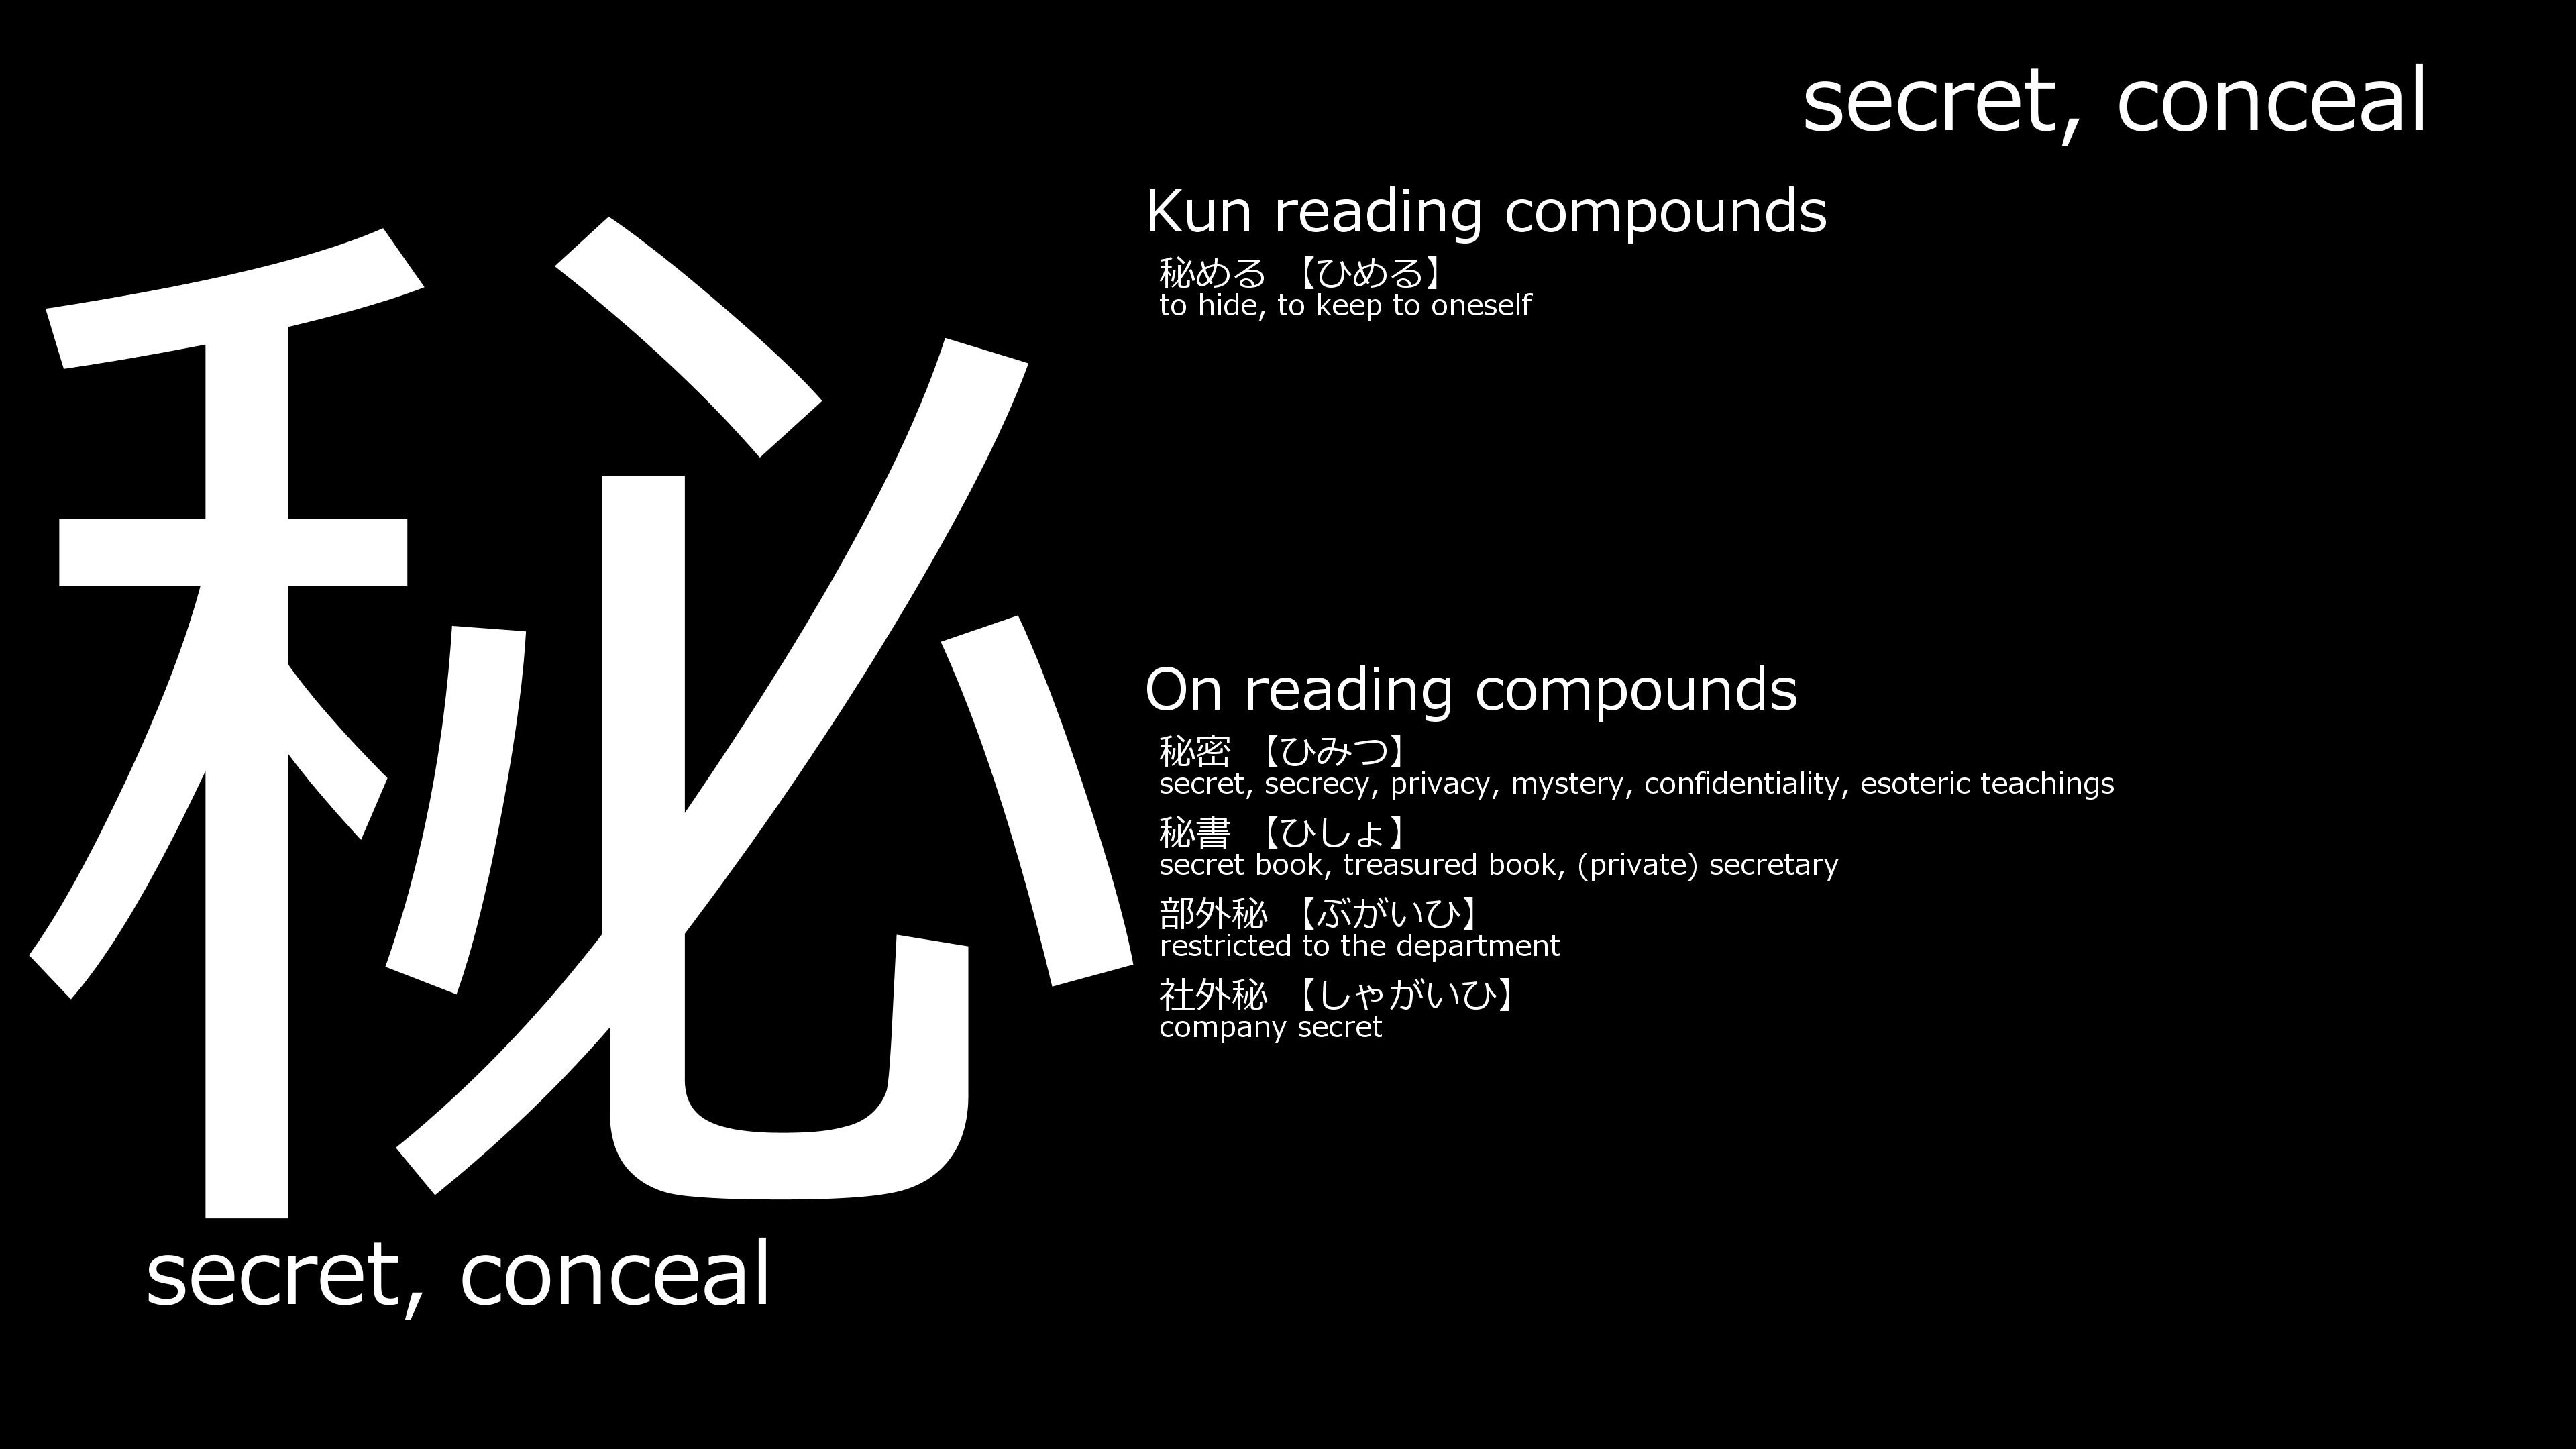 秘
secret, conceal
secret, conceal
Kun reading compounds
秘める 【ひめる】
to hide, to keep to oneself
On reading compounds
秘密 【ひみつ】
secret, secrecy, privacy, mystery, confidentiality, esoteric teachings
秘書 【ひしょ】
secret book, treasured book, (private) secretary
部外秘 【ぶがいひ】
restricted to the department
社外秘 【しゃがいひ】
company secret